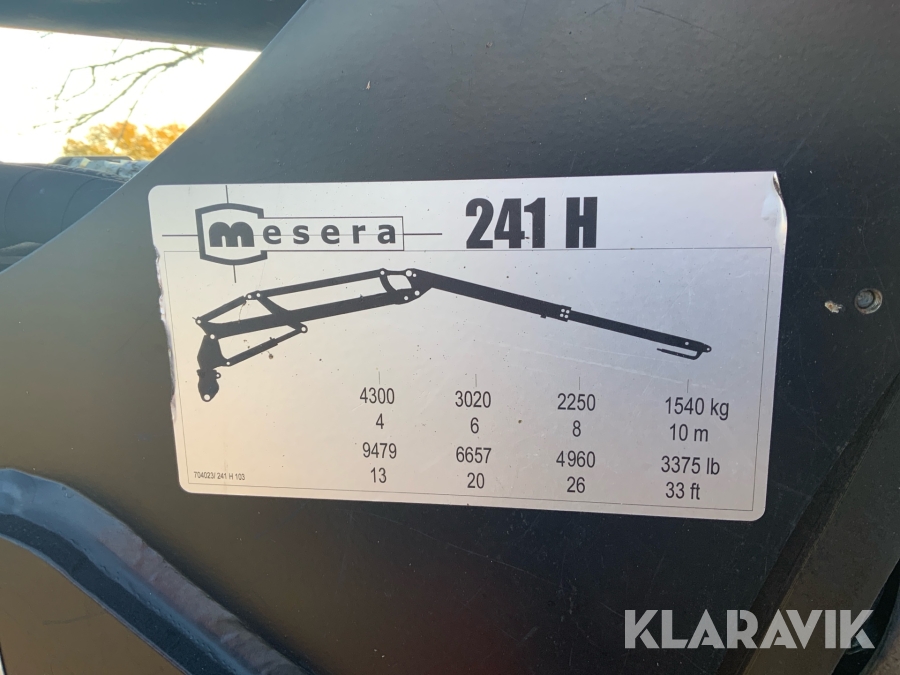 mesera 241 H
4300 3020 2250 1540 kg
4 6 8 10 m
9479 6657 4960 3375 lb
13 20 26 33 ft
704023/ 241 H 103
KLARAVIK